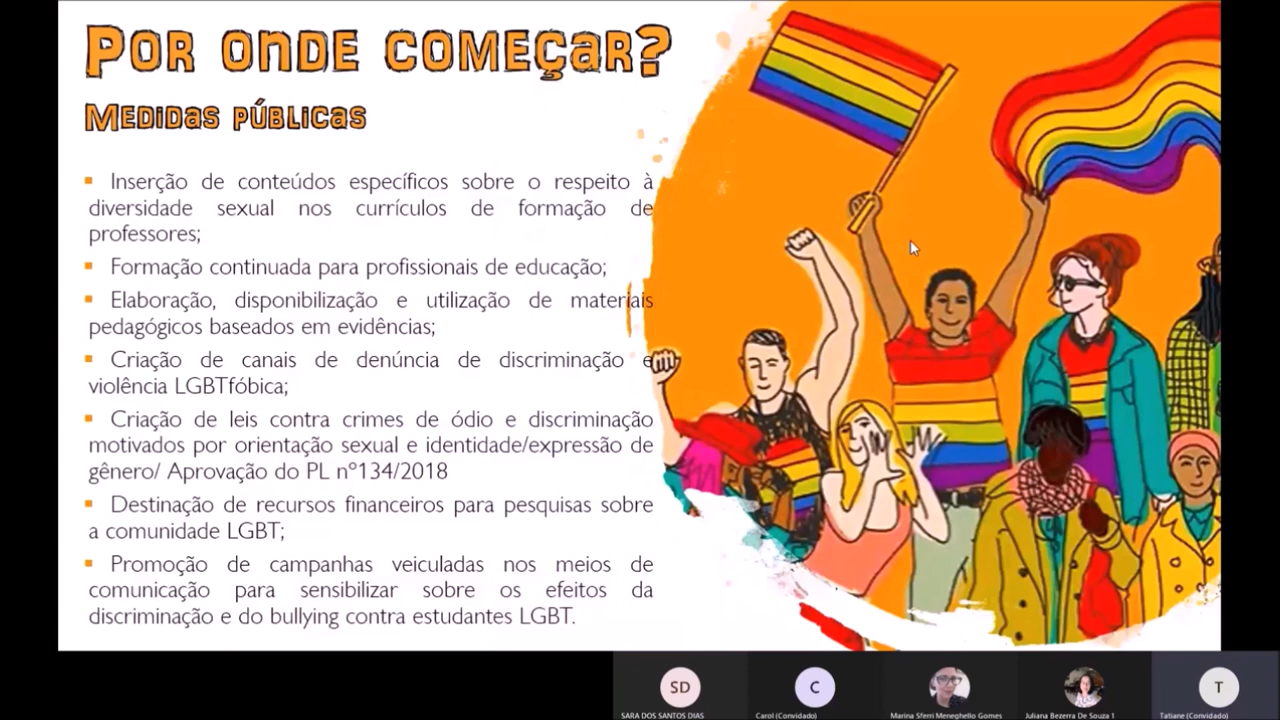 Por onde começar?
Medidas públicas
▪ Inserção de conteúdos específicos sobre o respeito à
diversidade sexual nos currículos de formação de
professores;
▪ Formação continuada para profissionais de educação;
▪ Elaboração, disponibilização e utilização de materiais
pedagógicos baseados em evidências;
▪ Criação de canais de denúncia de discriminação e
violência LGBTfóbica;
▪ Criação de leis contra crimes de ódio e discriminação
motivados por orientação sexual e identidade/expressão de
gênero/ Aprovação do PL nº134/2018
▪ Destinação de recursos financeiros para pesquisas sobre
a comunidade LGBT;
▪ Promoção de campanhas veiculadas nos meios de
comunicação para sensibilizar sobre os efeitos da
discriminação e do bullying contra estudantes LGBT.
SD
C
T
SARA DOS SANTOS DIAS
Carol (Convidado)
Marina Sferri Meneghello Gomes
Juliana Bezerra De Souza 1
Tatiane (Convidado)